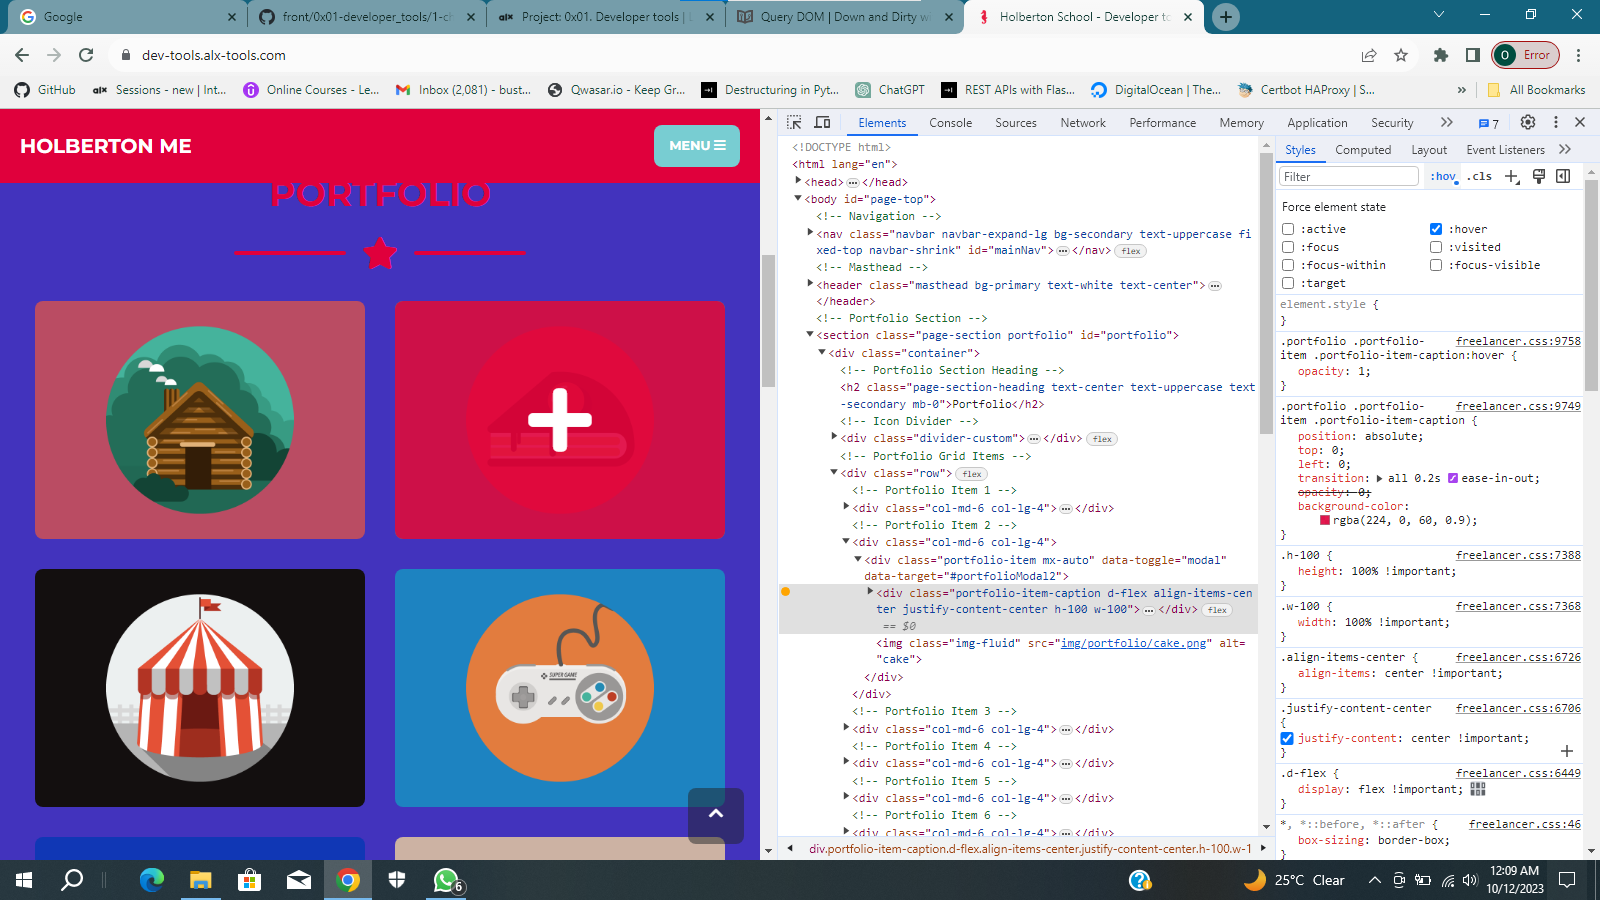 Google
front/0x01-developer_tools/1-ch
alx Project: 0x01. Developer tools | 
Query DOM | Down and Dirty wi
Holberton School - Developer to
dev-tools.alx-tools.com
O Error
GitHub
alx Sessions - new | Int...
Online Courses - Le...
Inbox (2,081) - bust...
Qwasar.io - Keep Gr...
Destructuring in Pyt...
ChatGPT
REST APIs with Flas...
DigitalOcean | The...
Certbot HAProxy | S...
»
All Bookmarks
HOLBERTON ME
MENU
PORTFOLIO
SUPER GAME
Elements Console Sources Network Performance Memory Application Security » 7
<!DOCTYPE html>
<html lang="en">
<head> … </head>
<body id="page-top">
<!-- Navigation -->
<nav class="navbar navbar-expand-lg bg-secondary text-uppercase fi
xed-top navbar-shrink" id="mainNav"> … </nav> flex
<!-- Masthead -->
<header class="masthead bg-primary text-white text-center"> …
</header>
<!-- Portfolio Section -->
<section class="page-section portfolio" id="portfolio">
<div class="container">
<!-- Portfolio Section Heading -->
<h2 class="page-section-heading text-center text-uppercase text
-secondary mb-0">Portfolio</h2>
<!-- Icon Divider -->
<div class="divider-custom"> … </div> flex
<!-- Portfolio Grid Items -->
<div class="row"> flex
<!-- Portfolio Item 1 -->
<div class="col-md-6 col-lg-4"> … </div>
<!-- Portfolio Item 2 -->
<div class="col-md-6 col-lg-4">
<div class="portfolio-item mx-auto" data-toggle="modal"
data-target="#portfolioModal2">
<div class="portfolio-item-caption d-flex align-items-cen
ter justify-content-center h-100 w-100"> … </div> flex
== $0
<img class="img-fluid" src="img/portfolio/cake.png" alt=
"cake">
</div>
</div>
<!-- Portfolio Item 3 -->
<div class="col-md-6 col-lg-4"> … </div>
<!-- Portfolio Item 4 -->
<div class="col-md-6 col-lg-4"> … </div>
<!-- Portfolio Item 5 -->
<div class="col-md-6 col-lg-4"> … </div>
<!-- Portfolio Item 6 -->
<div class="col-md-6 col-lg-4"> … </div>
div.portfolio-item-caption.d-flex.align-items-center.justify-content-center.h-100.w-1
Styles Computed Layout Event Listeners »
Filter :hov .cls
Force element state
:active :hover
:focus :visited
:focus-within :focus-visible
:target
element.style {
}
.portfolio .portfolio- freelancer.css:9758
item .portfolio-item-caption:hover {
opacity: 1;
}
.portfolio .portfolio- freelancer.css:9749
item .portfolio-item-caption {
position: absolute;
top: 0;
left: 0;
transition: all 0.2s ease-in-out;
opacity: 0;
background-color:
rgba(224, 0, 60, 0.9);
}
.h-100 { freelancer.css:7388
height: 100% !important;
}
.w-100 { freelancer.css:7368
width: 100% !important;
}
.align-items-center { freelancer.css:6726
align-items: center !important;
}
.justify-content-center freelancer.css:6706
{
justify-content: center !important;
}
.d-flex { freelancer.css:6449
display: flex !important;
}
*, *::before, *::after { freelancer.css:46
box-sizing: border-box;
}
6
25°C Clear
12:09 AM
10/12/2023